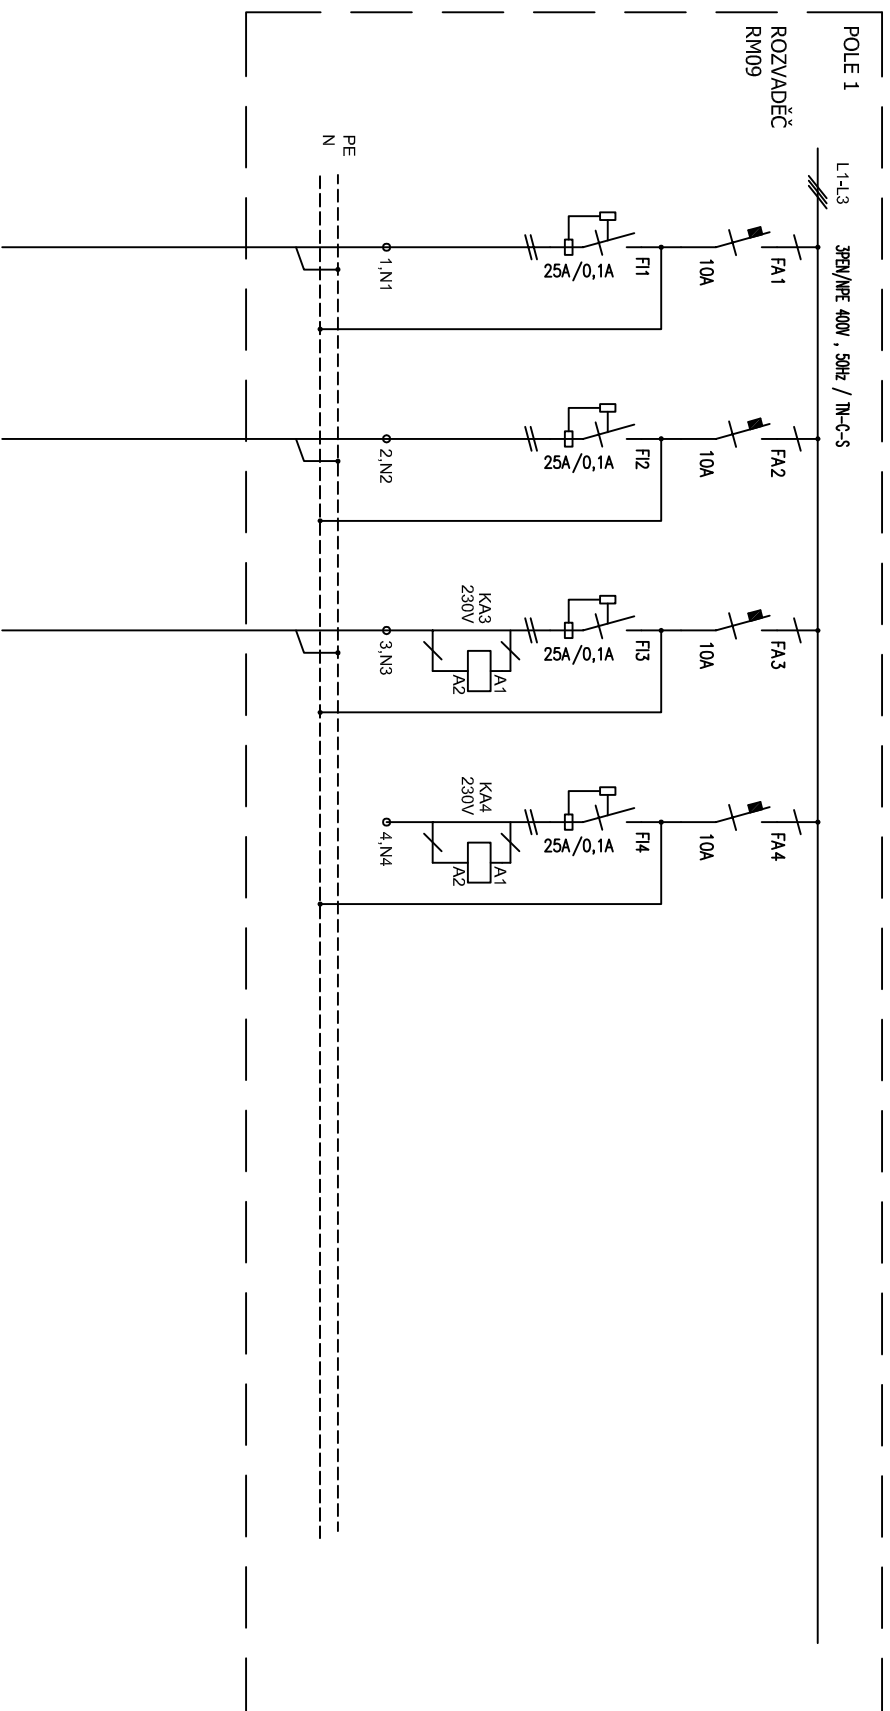 POLE 1
ROZVADĚČ
RM09
L1-L3
3PEN/NPE 400V , 50Hz / TN-C-S
PE
N
FA1
10A
FI1
25A/0,1A
1,N1
FA2
10A
FI2
25A/0,1A
2,N2
FA3
10A
FI3
25A/0,1A
KA3
230V
A1
A2
3,N3
FA4
10A
FI4
25A/0,1A
KA4
230V
A1
A2
4,N4